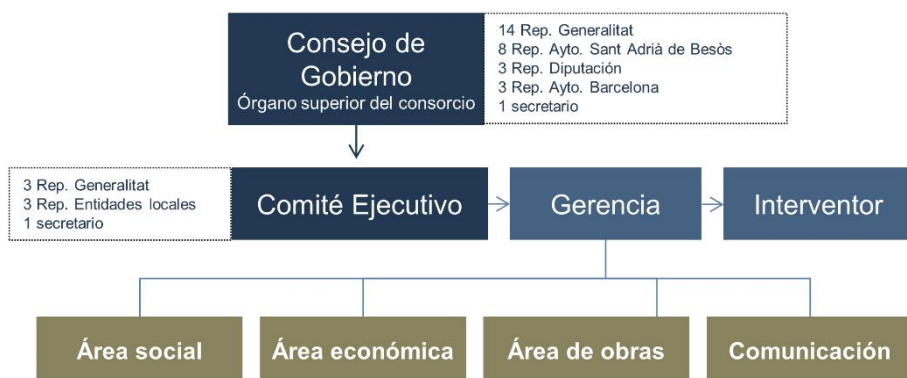 Consejo de
Gobierno
Órgano superior del consorcio
14 Rep. Generalitat
8 Rep. Ayto. Sant Adrià de Besòs
3 Rep. Diputación
3 Rep. Ayto. Barcelona
1 secretario
3 Rep. Generalitat
3 Rep. Entidades locales
1 secretario
Comité Ejecutivo
Gerencia
Interventor
Área social
Área económica
Área de obras
Comunicación